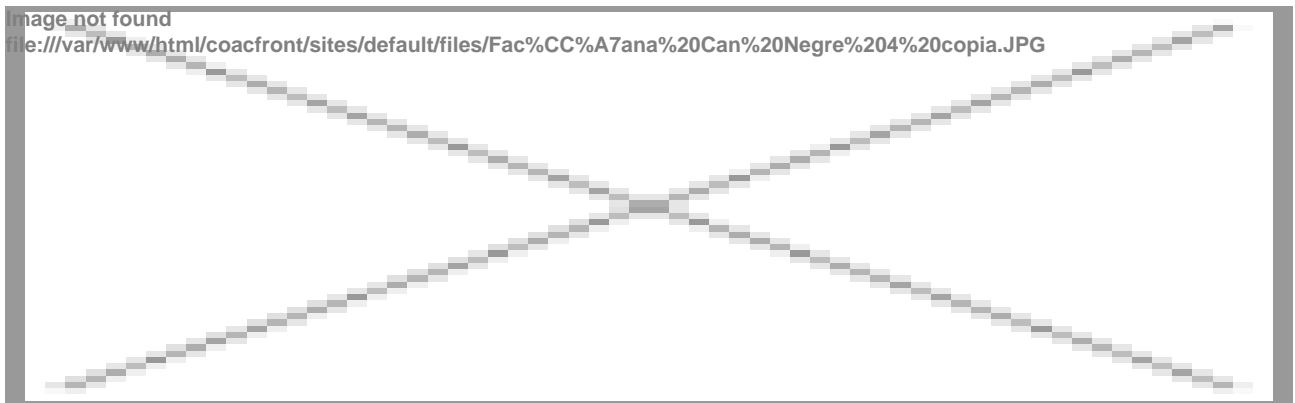 Image not found
file:///var/www/html/coacfront/sites/default/files/Fac%CC%A7ana%20Can%20Negre%204%20copia.JPG